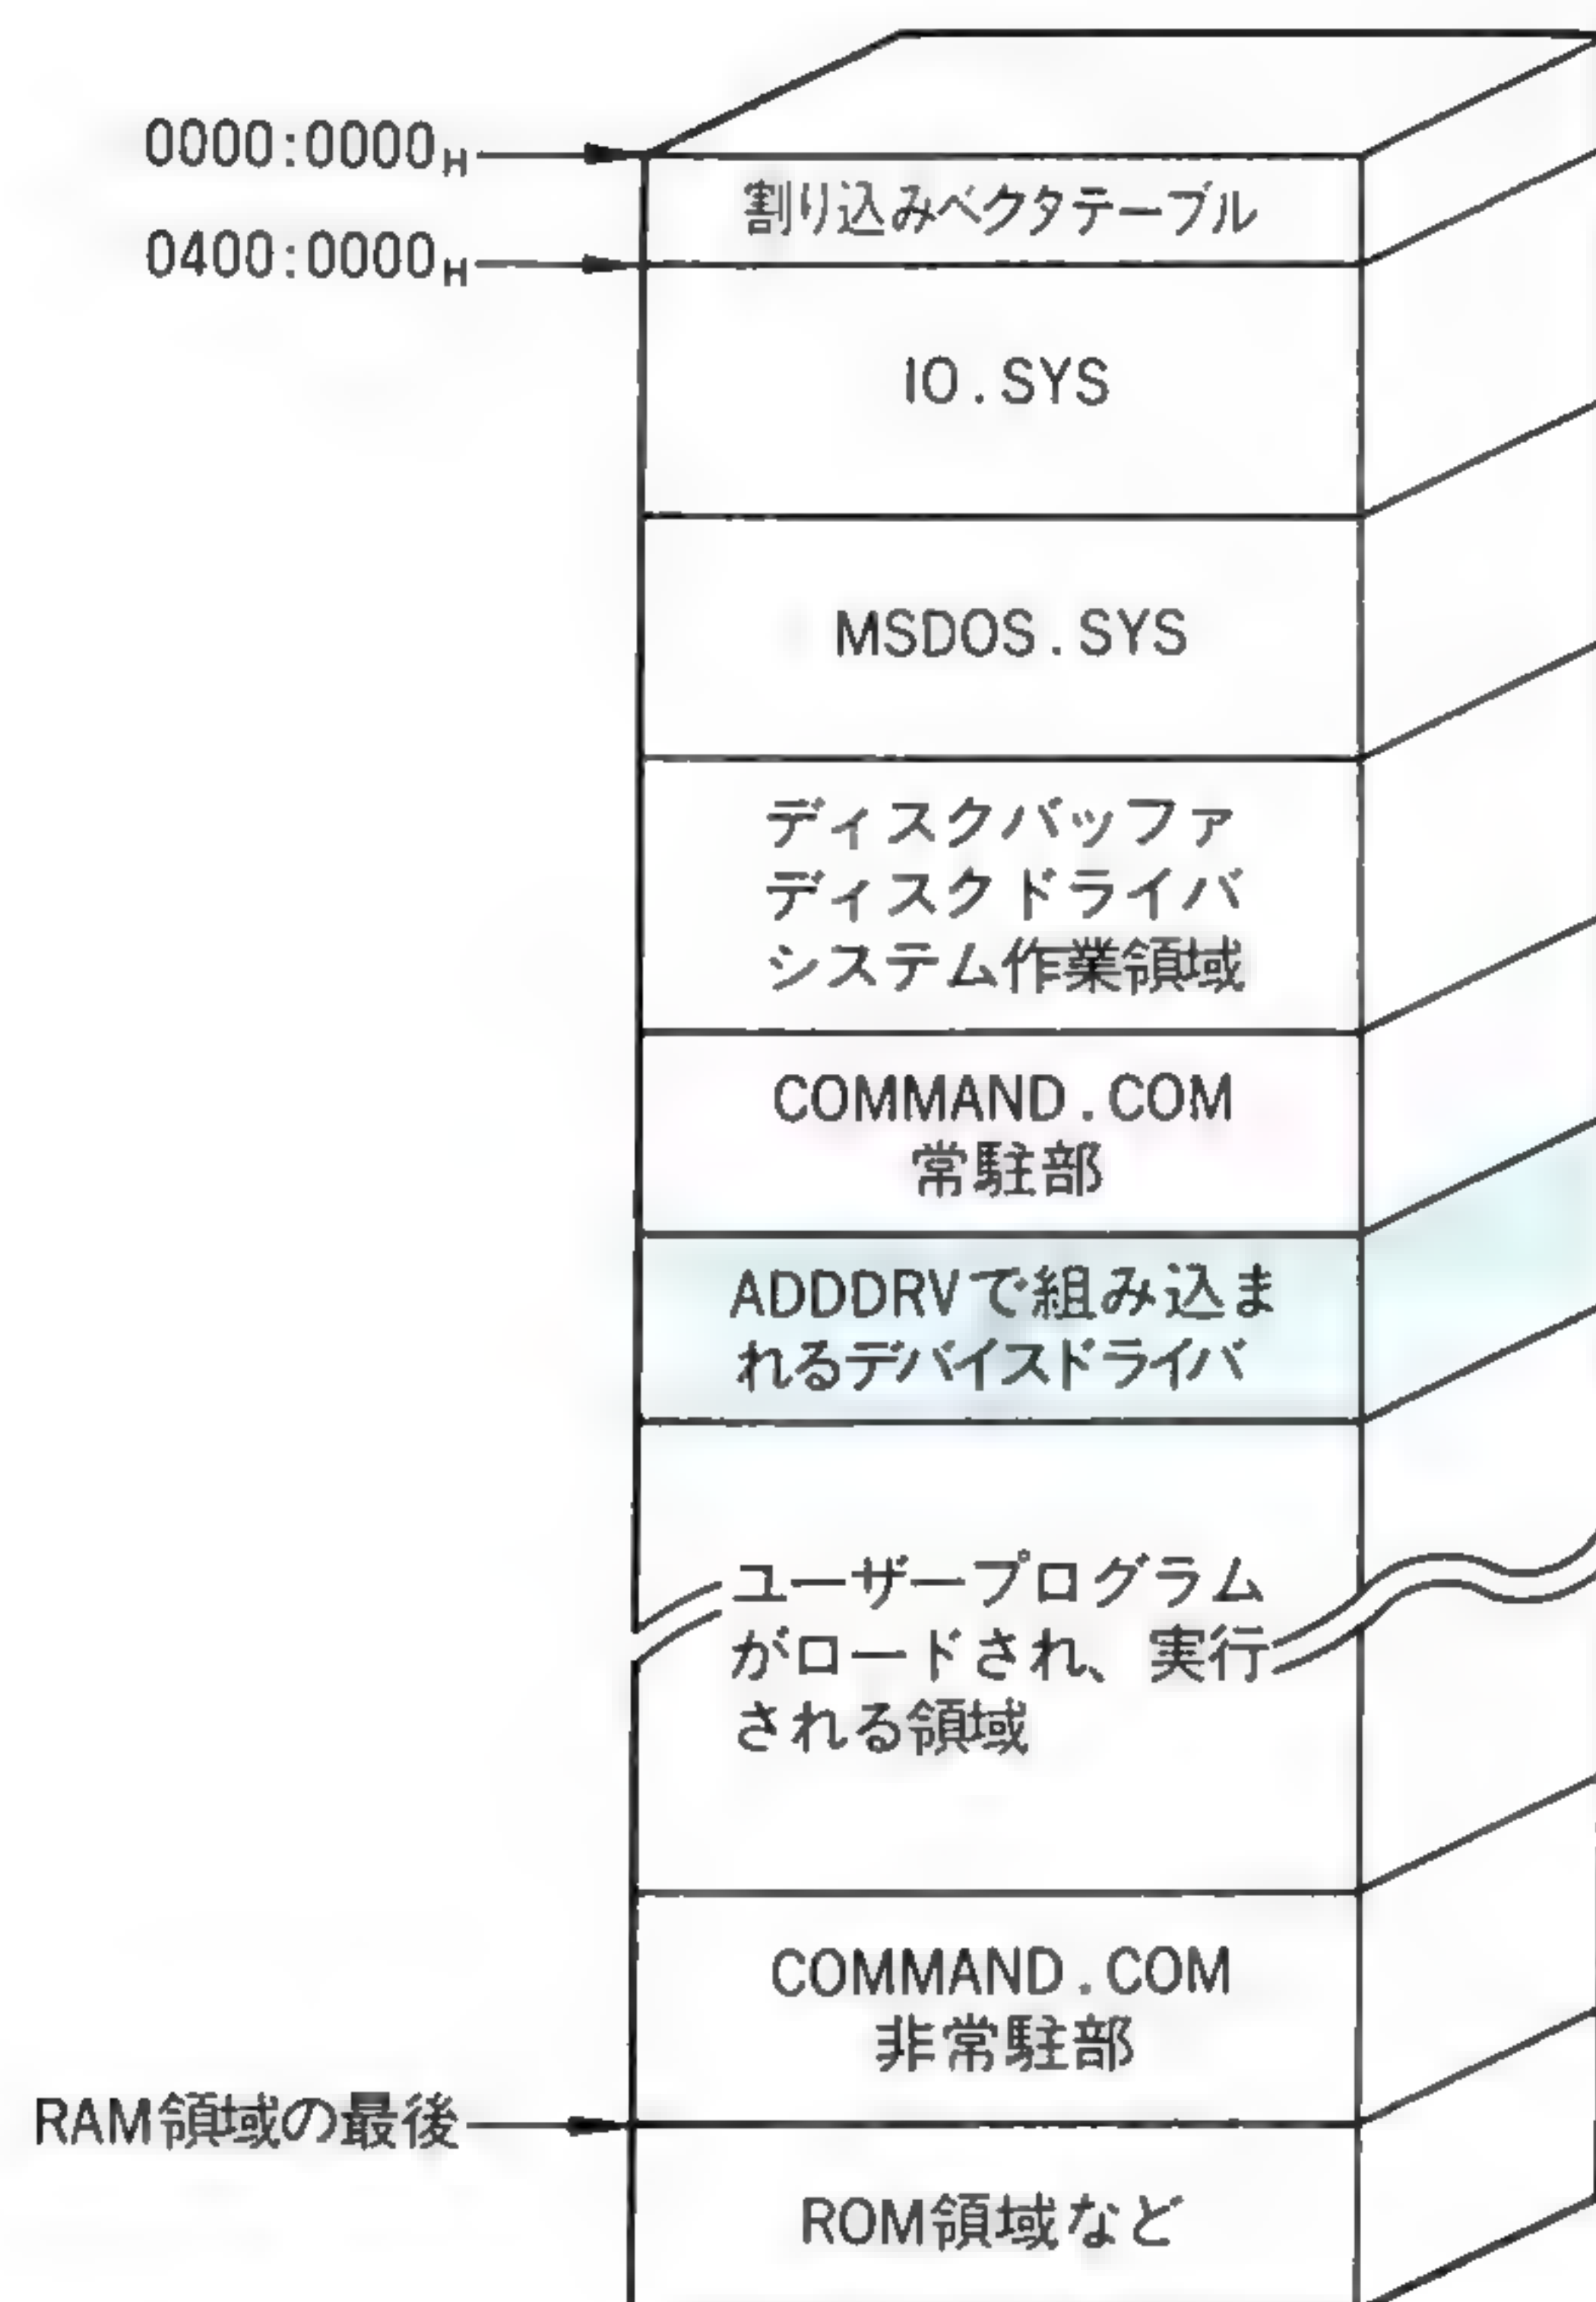 0000:0000H
割り込みベクタテーブル
0400:0000H
IO.SYS
MSDOS.SYS
ディスクバッファ
ディスクドライバ
システム作業領域
COMMAND.COM
常駐部
ADDDRVで組み込ま
れるデバイスドライバ
ユーザープログラム
がロードされ、実行
される領域
COMMAND.COM
非常駐部
RAM領域の最後
ROM領域など